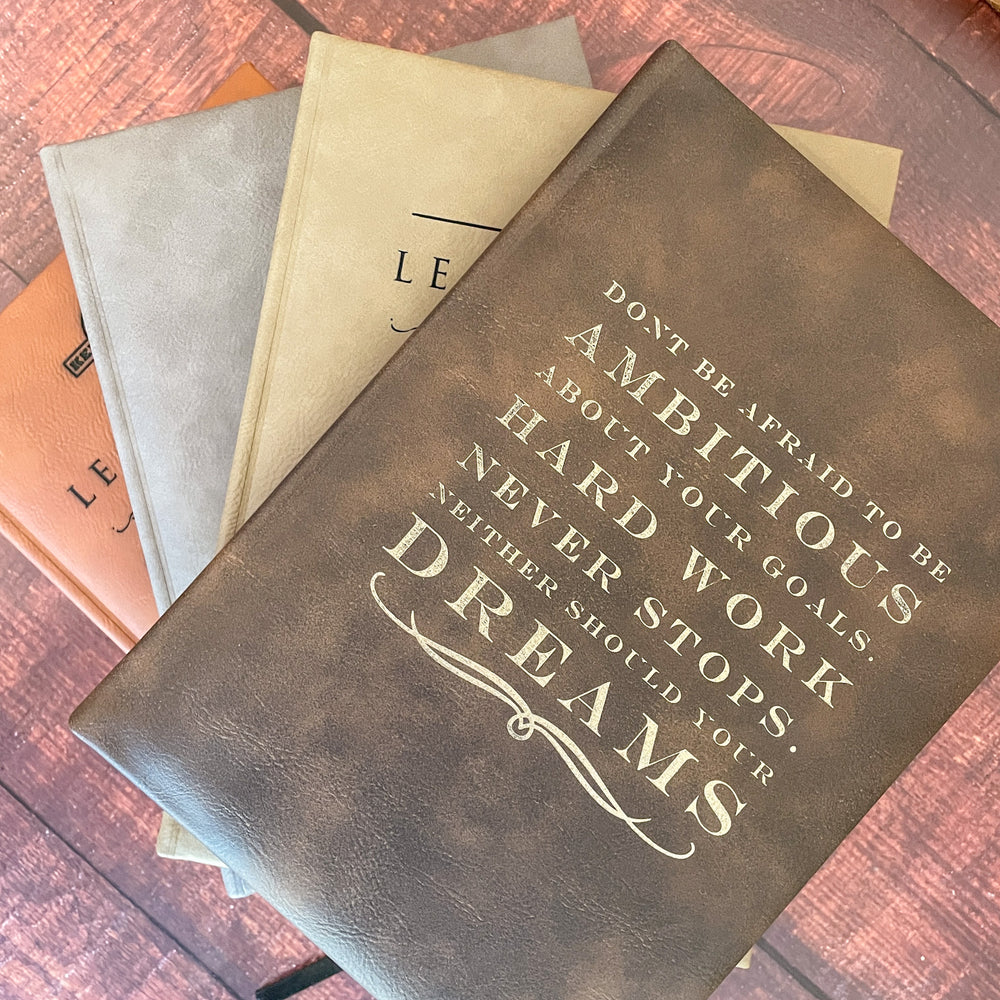 DONT BE AFRAID TO BE
AMBITIOUS
ABOUT YOUR GOALS.
HARD WORK
NEVER STOPS.
NEITHER SHOULD YOUR
DREAMS
LE
LE